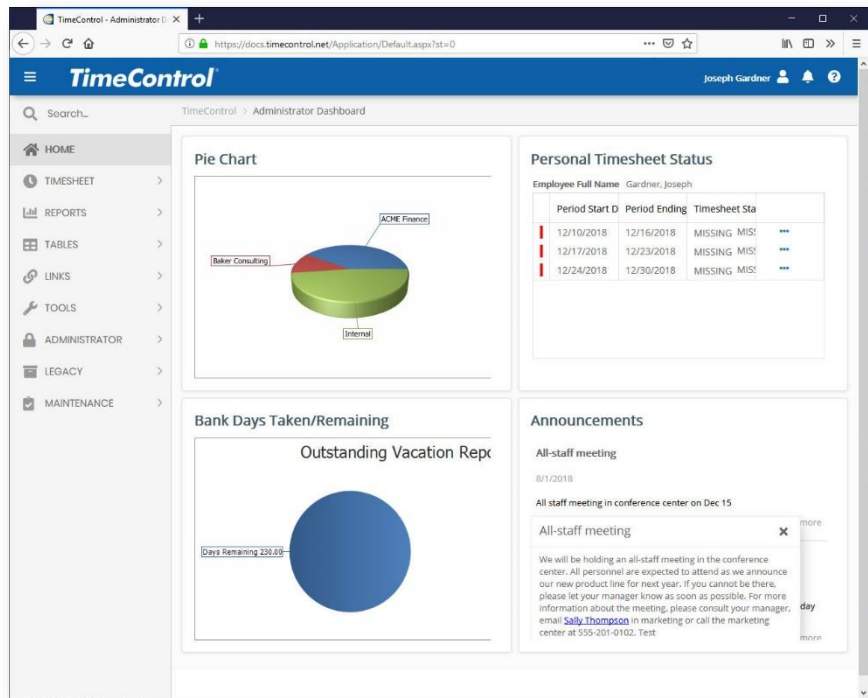 TimeControl - Administrator D
https://docs.timecontrol.net/Application/Default.aspx?st=0
TimeControl
Joseph Gardner
Search...
TimeControl > Administrator Dashboard
HOME
TIMESHEET
REPORTS
TABLES
LINKS
TOOLS
ADMINISTRATOR
LEGACY
MAINTENANCE
Pie Chart
ACME Finance
Baker Consulting
Internal
Personal Timesheet Status
Employee Full Name Gardner, Joseph
Period Start D Period Ending Timesheet Sta
12/10/2018 12/16/2018 MISSING MISS
12/17/2018 12/23/2018 MISSING MISS
12/24/2018 12/30/2018 MISSING MISS
Bank Days Taken/Remaining
Outstanding Vacation Repo
Days Remaining 230.00
Announcements
All-staff meeting
8/1/2018
All staff meeting in conference center on Dec 15
more
All-staff meeting
We will be holding an all-staff meeting in the conference
center. All personnel are expected to attend as we announce
our new product line for next year. If you cannot be there,
please let your manager know as soon as possible. For more
information about the meeting, please consult your manager,
email Sally Thompson in marketing or call the marketing
center at 555-201-0102. Test
day
more